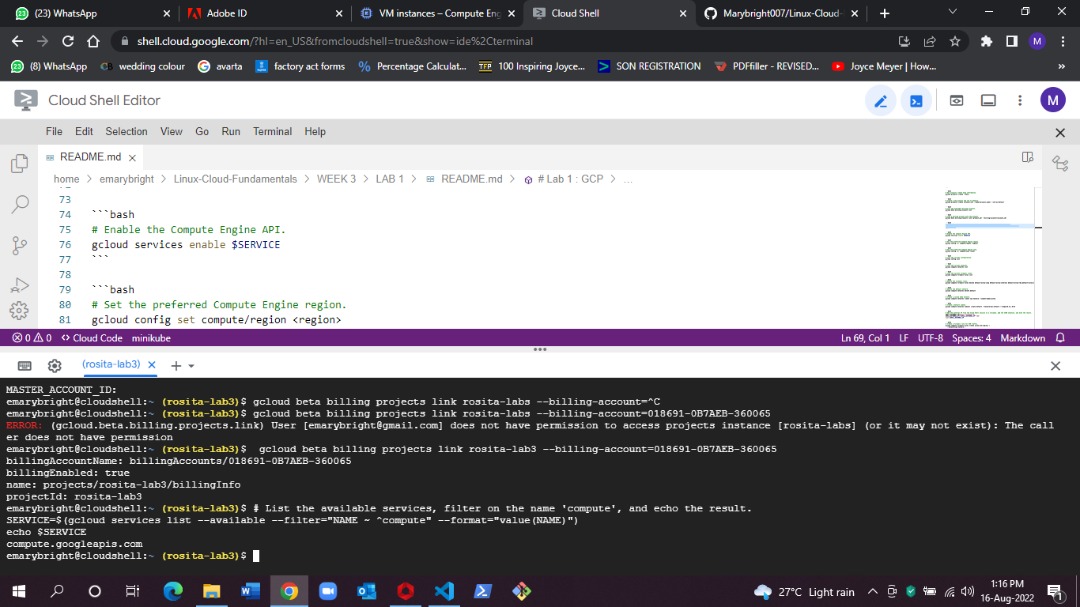 (23) WhatsApp
Adobe ID
VM instances – Compute Eng
Cloud Shell
Marybright007/Linux-Cloud-
shell.cloud.google.com/?hl=en_US&fromcloudshell=true&show=ide%2Cterminal
M
(8) WhatsApp
wedding colour
avarta
factory act forms
Percentage Calculat...
100 Inspiring Joyce...
SON REGISTRATION
PDFfiller - REVISED...
Joyce Meyer | How...
»
Cloud Shell Editor
M
File Edit Selection View Go Run Terminal Help
README.md
home > emarybright > Linux-Cloud-Fundamentals > WEEK 3 > LAB 1 > README.md > # Lab 1 : GCP > ...
73
74 ```bash
75 # Enable the Compute Engine API.
76 gcloud services enable $SERVICE
77 ```
78
79 ```bash
80 # Set the preferred Compute Engine region.
81 gcloud config set compute/region <region>
0 0 <> Cloud Code minikube
Ln 69, Col 1 LF UTF-8 Spaces: 4 Markdown
(rosita-lab3)
MASTER_ACCOUNT_ID:
emarybright@cloudshell:~ (rosita-lab3)$ gcloud beta billing projects link rosita-labs --billing-account=^C
emarybright@cloudshell:~ (rosita-lab3)$ gcloud beta billing projects link rosita-labs --billing-account=018691-0B7AEB-360065
ERROR: (gcloud.beta.billing.projects.link) User [emarybright@gmail.com] does not have permission to access projects instance [rosita-labs] (or it may not exist): The call
er does not have permission
emarybright@cloudshell:~ (rosita-lab3)$  gcloud beta billing projects link rosita-lab3 --billing-account=018691-0B7AEB-360065
billingAccountName: billingAccounts/018691-0B7AEB-360065
billingEnabled: true
name: projects/rosita-lab3/billingInfo
projectId: rosita-lab3
emarybright@cloudshell:~ (rosita-lab3)$ # List the available services, filter on the name 'compute', and echo the result.
SERVICE=$(gcloud services list --available --filter="NAME ~ ^compute" --format="value(NAME)")
echo $SERVICE
compute.googleapis.com
emarybright@cloudshell:~ (rosita-lab3)$
27°C Light rain
1:16 PM
16-Aug-2022
1